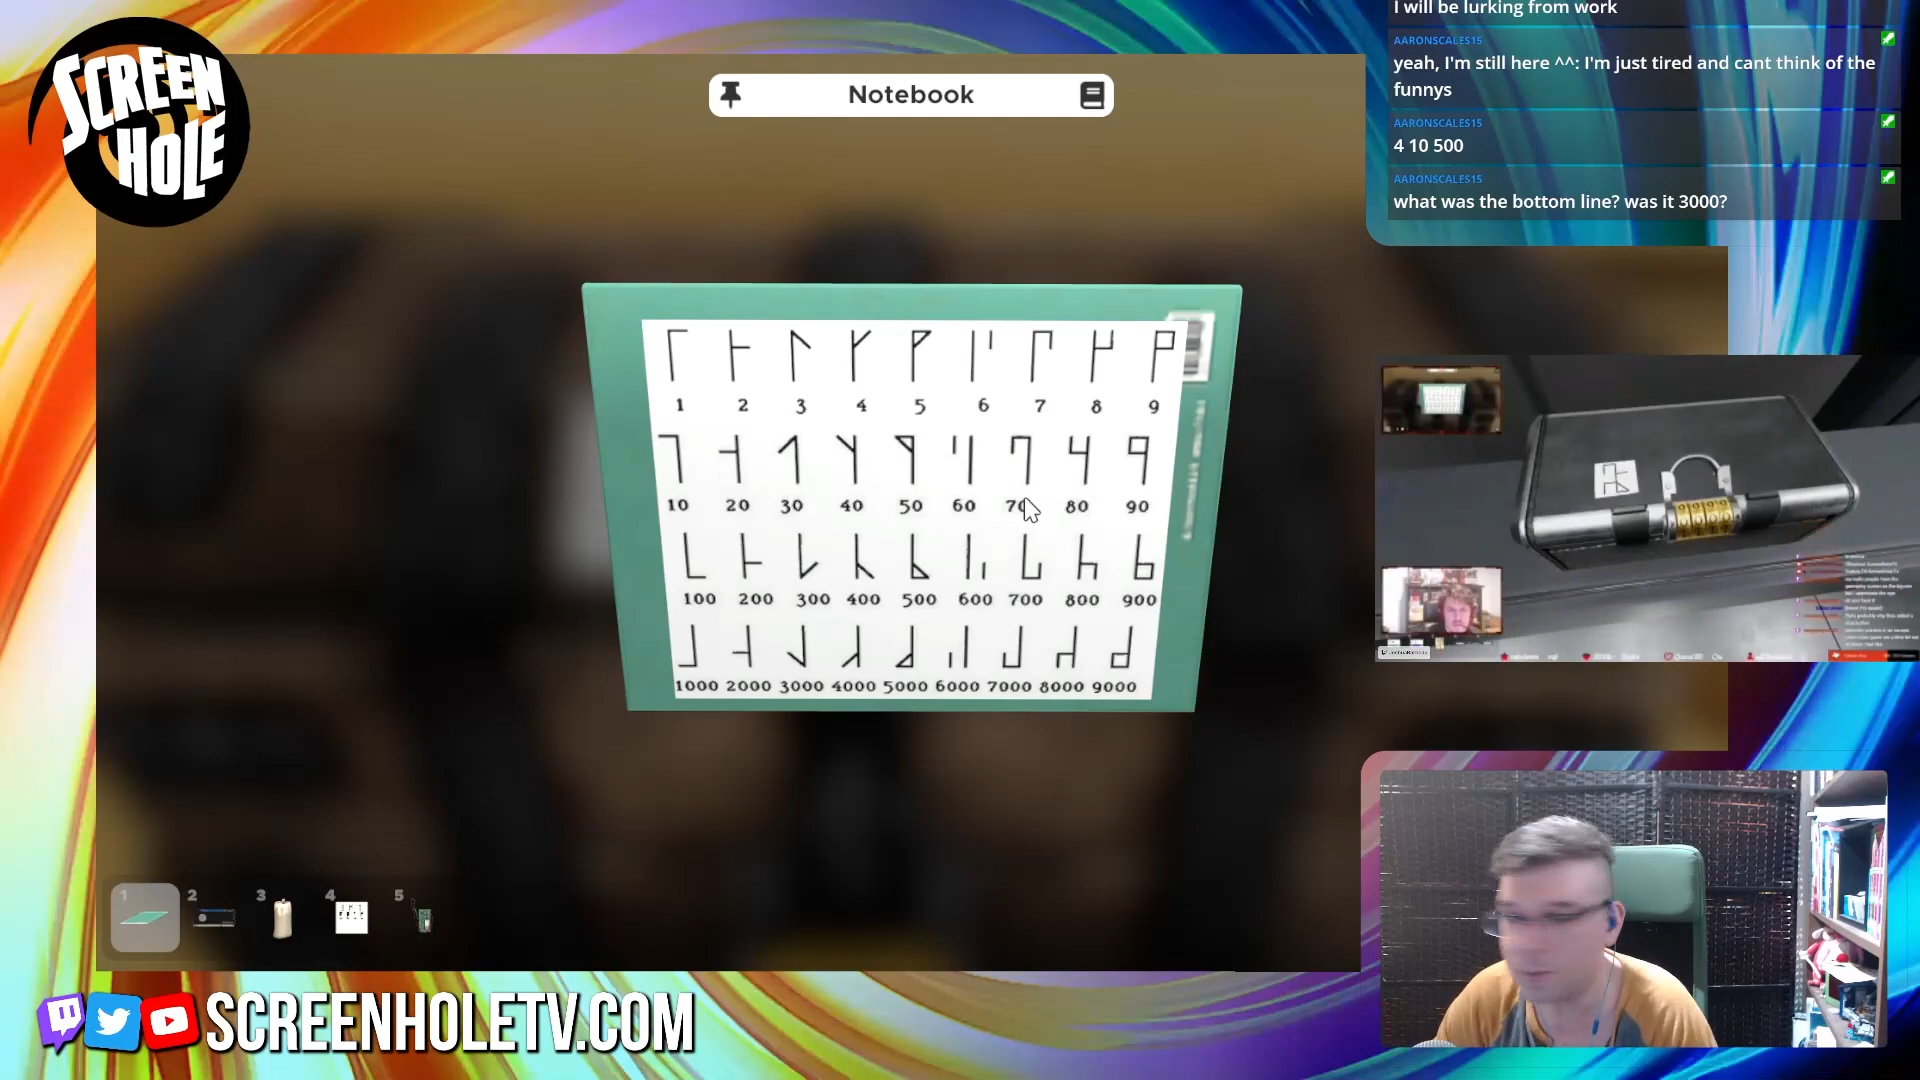 SCREEN
HOLE
Notebook
I will be lurking from work
AARONSCALES15
yeah, I'm still here ^^: I'm just tired and cant think of the
funnys
AARONSCALES15
4 10 500
AARONSCALES15
what was the bottom line? was it 3000?
1 2 3 4 5 6 7 8 9
10 20 30 40 50 60 70 80 90
100 200 300 400 500 600 700 800 900
1000 2000 3000 4000 5000 6000 7000 8000 9000
1 2 3 4 5
SCREENHOLETV.COM